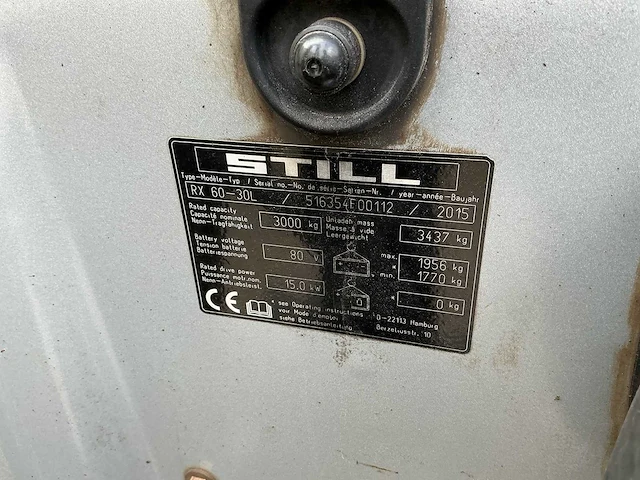 STILL
Type-Modèle-Typ / Serial no.-No. de série-Serien-Nr. / year-année-Baujahr
RX 60-30L / 516354E00112 / 2015
Rated capacity
Capacité nominale
Nenn-Tragfähigkeit
3000 kg
Unladen mass
Masse à vide
Leergewicht
3437 kg
Battery voltage
Tension batterie
Batteriespannung
80 v
max.
* 1956 kg
min. 1770 kg
Rated drive power
Puissance motr.nom.
Nenn-Antriebsleist.
15.0 kW
* 0 kg
CE
* see Operating instructions
voir Mode d'emploi
siehe Betriebsanleitung
D-22113 Hamburg
Berzeliusstr. 10